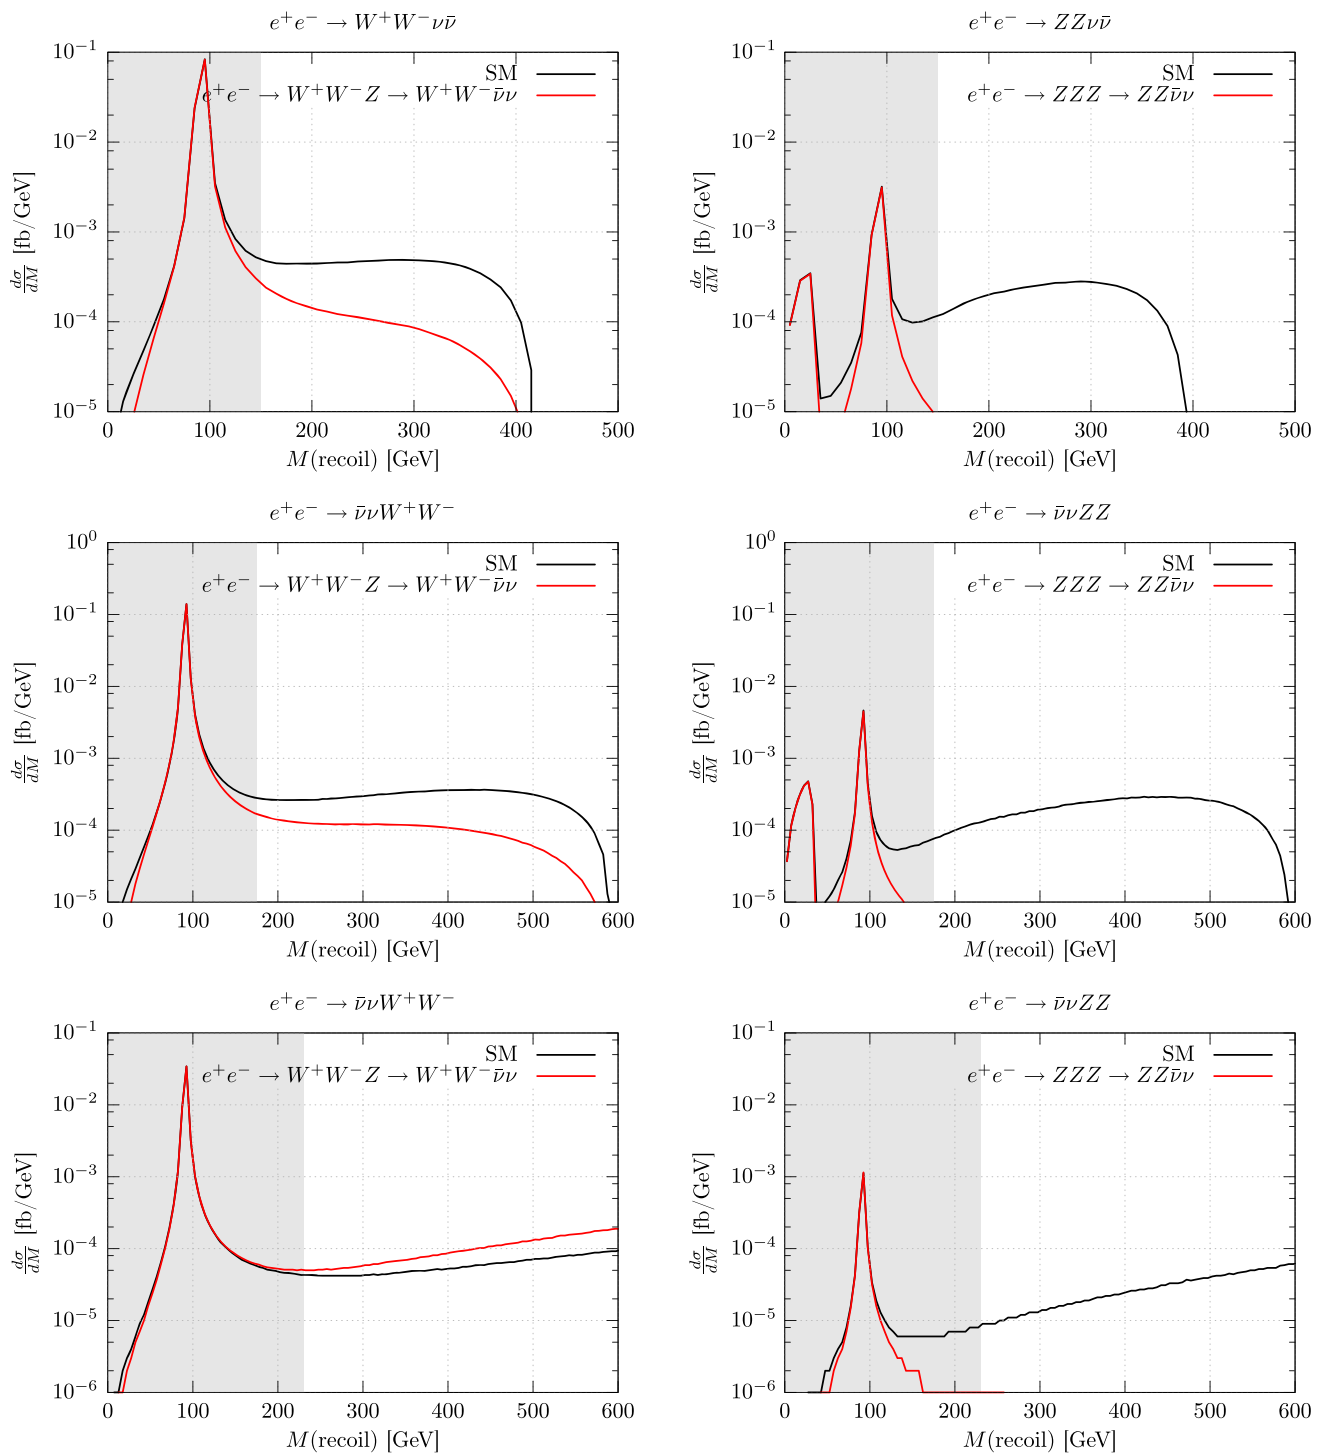 e⁺e⁻ → W⁺W⁻νν̄
10⁻¹
10⁻²
10⁻³
10⁻⁴
10⁻⁵
dσ/dM [fb/GeV]
SM
e⁺e⁻ → W⁺W⁻Z → W⁺W⁻ν̄ν
0 100 200 300 400 500
M(recoil) [GeV]
e⁺e⁻ → ZZνν̄
10⁻¹
10⁻²
10⁻³
10⁻⁴
10⁻⁵
dσ/dM [fb/GeV]
SM
e⁺e⁻ → ZZZ → ZZν̄ν
0 100 200 300 400 500
M(recoil) [GeV]
e⁺e⁻ → ν̄νW⁺W⁻
10⁰
10⁻¹
10⁻²
10⁻³
10⁻⁴
10⁻⁵
dσ/dM [fb/GeV]
SM
e⁺e⁻ → W⁺W⁻Z → W⁺W⁻ν̄ν
0 100 200 300 400 500 600
M(recoil) [GeV]
e⁺e⁻ → ν̄νZZ
10⁰
10⁻¹
10⁻²
10⁻³
10⁻⁴
10⁻⁵
dσ/dM [fb/GeV]
SM
e⁺e⁻ → ZZZ → ZZν̄ν
0 100 200 300 400 500 600
M(recoil) [GeV]
e⁺e⁻ → ν̄νW⁺W⁻
10⁻¹
10⁻²
10⁻³
10⁻⁴
10⁻⁵
10⁻⁶
dσ/dM [fb/GeV]
SM
e⁺e⁻ → W⁺W⁻Z → W⁺W⁻ν̄ν
0 100 200 300 400 500 600
M(recoil) [GeV]
e⁺e⁻ → ν̄νZZ
10⁻¹
10⁻²
10⁻³
10⁻⁴
10⁻⁵
10⁻⁶
dσ/dM [fb/GeV]
SM
e⁺e⁻ → ZZZ → ZZν̄ν
0 100 200 300 400 500 600
M(recoil) [GeV]